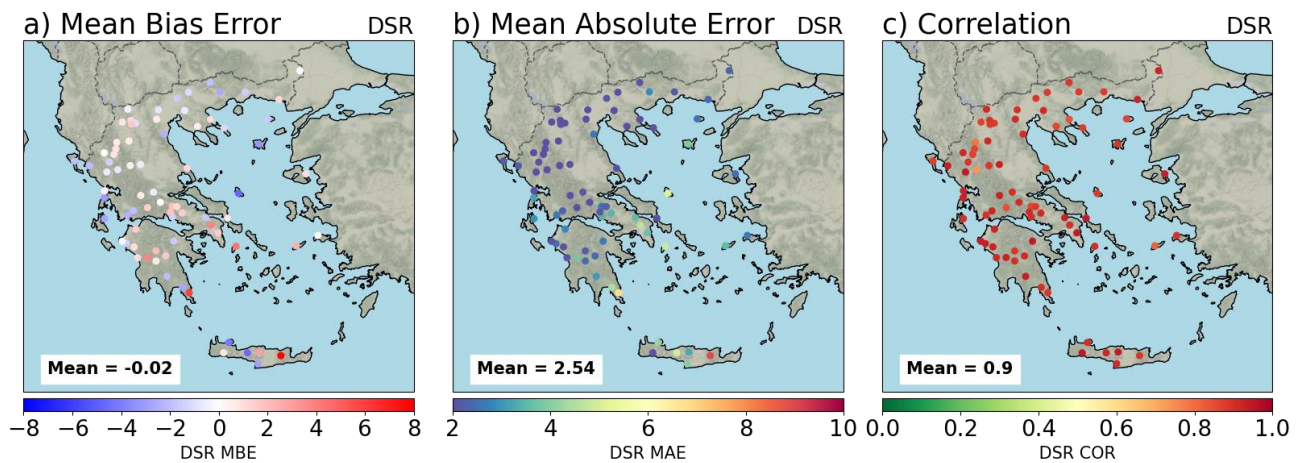 a) Mean Bias Error DSR
b) Mean Absolute Error DSR
c) Correlation DSR
Mean = -0.02
Mean = 2.54
Mean = 0.9
−8 −6 −4 −2 0 2 4 6 8
DSR MBE
2 4 6 8 10
DSR MAE
0.0 0.2 0.4 0.6 0.8 1.0
DSR COR